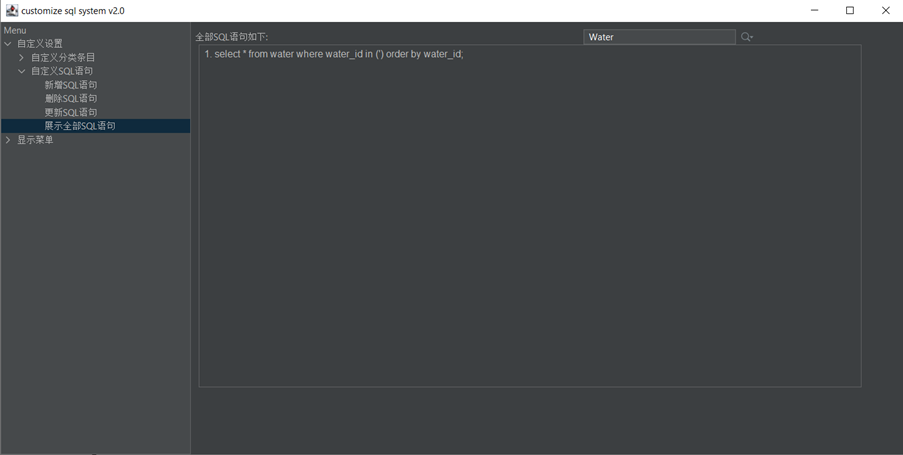 customize sql system v2.0
Menu
自定义设置
自定义分类条目
自定义SQL语句
新增SQL语句
删除SQL语句
更新SQL语句
展示全部SQL语句
显示菜单
全部SQL语句如下:
Water
1. select * from water where water_id in (') order by water_id;